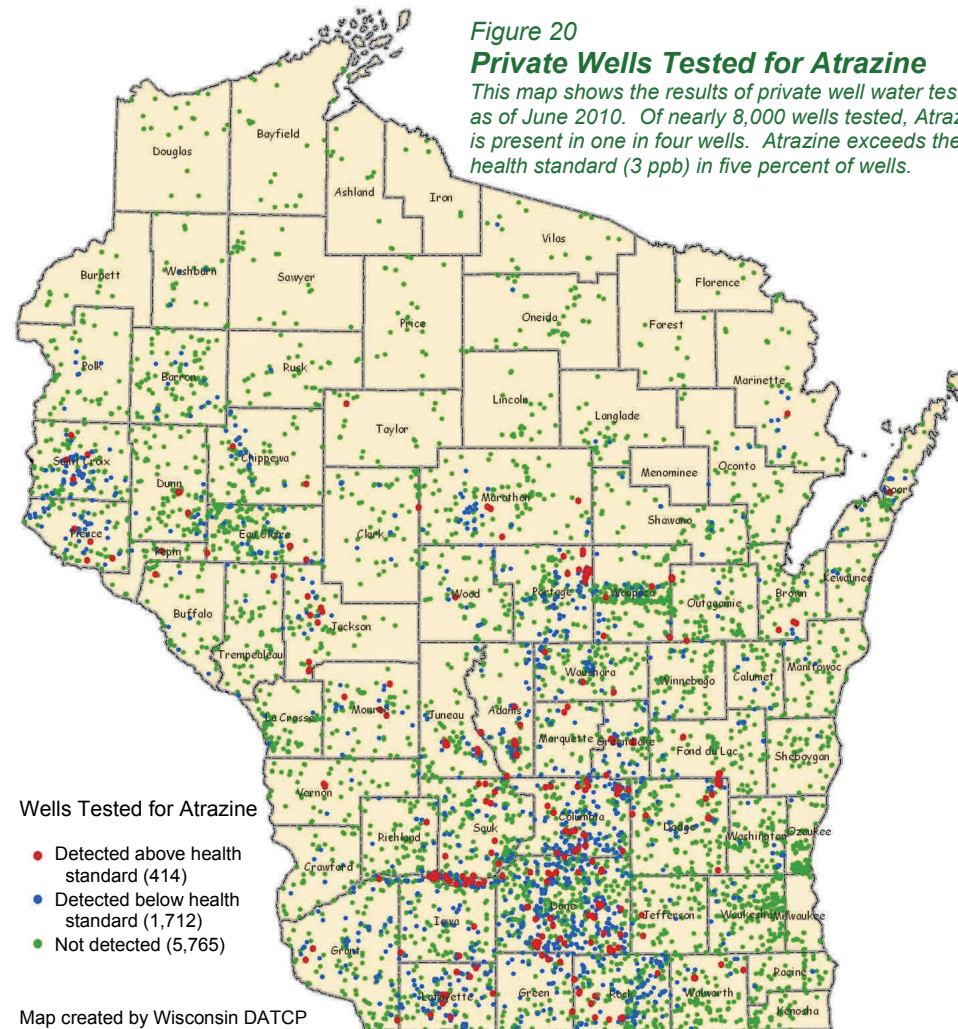 Figure 20
Private Wells Tested for Atrazine
This map shows the results of private well water tes
as of June 2010. Of nearly 8,000 wells tested, Atraz
is present in one in four wells. Atrazine exceeds the
health standard (3 ppb) in five percent of wells.
Douglas
Bayfield
Ashland
Iron
Vilas
Burnett
Washburn
Sawyer
Florence
Price
Oneida
Forest
Polk
Barron
Rusk
Marinette
Lincoln
Langlade
Taylor
Saint Croix
Chippewa
Menominee
Oconto
Dunn
Marathon
Door
Shawano
Pierce
Eau Claire
Clark
Pepin
Wood
Portage
Waupaca
Outagamie
Brown
Kewaunee
Buffalo
Jackson
Trempealeau
Waushara
Winnebago
Calumet
Manitowoc
La Crosse
Monroe
Juneau
Adams
Marquette
Green Lake
Fond du Lac
Sheboygan
Vernon
Wells Tested for Atrazine
Columbia
Sauk
Dodge
Richland
Washington
Ozaukee
Detected above health
standard (414)
Crawford
Detected below health
standard (1,712)
Dane
Jefferson
Waukesha
Milwaukee
Iowa
Not detected (5,765)
Grant
Racine
Lafayette
Green
Rock
Walworth
Kenosha
Map created by Wisconsin DATCP